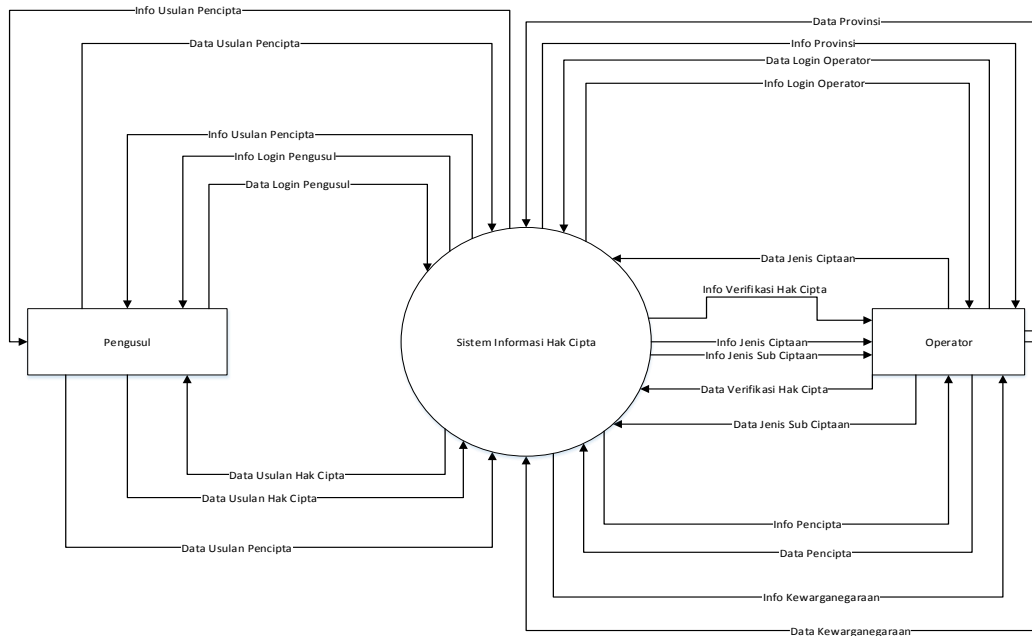 Info Usulan Pencipta
Data Provinsi
Data Usulan Pencipta
Info Provinsi
Data Login Operator
Info Login Operator
Info Usulan Pencipta
Info Login Pengusul
Data Login Pengusul
Data Jenis Ciptaan
Info Verifikasi Hak Cipta
Pengusul
Sistem Informasi Hak Cipta
Info Jenis Ciptaan
Operator
Info Jenis Sub Ciptaan
Data Verifikasi Hak Cipta
Data Jenis Sub Ciptaan
Data Usulan Hak Cipta
Data Usulan Hak Cipta
Info Pencipta
Data Usulan Pencipta
Data Pencipta
Info Kewarganegaraan
Data Kewarganegaraan